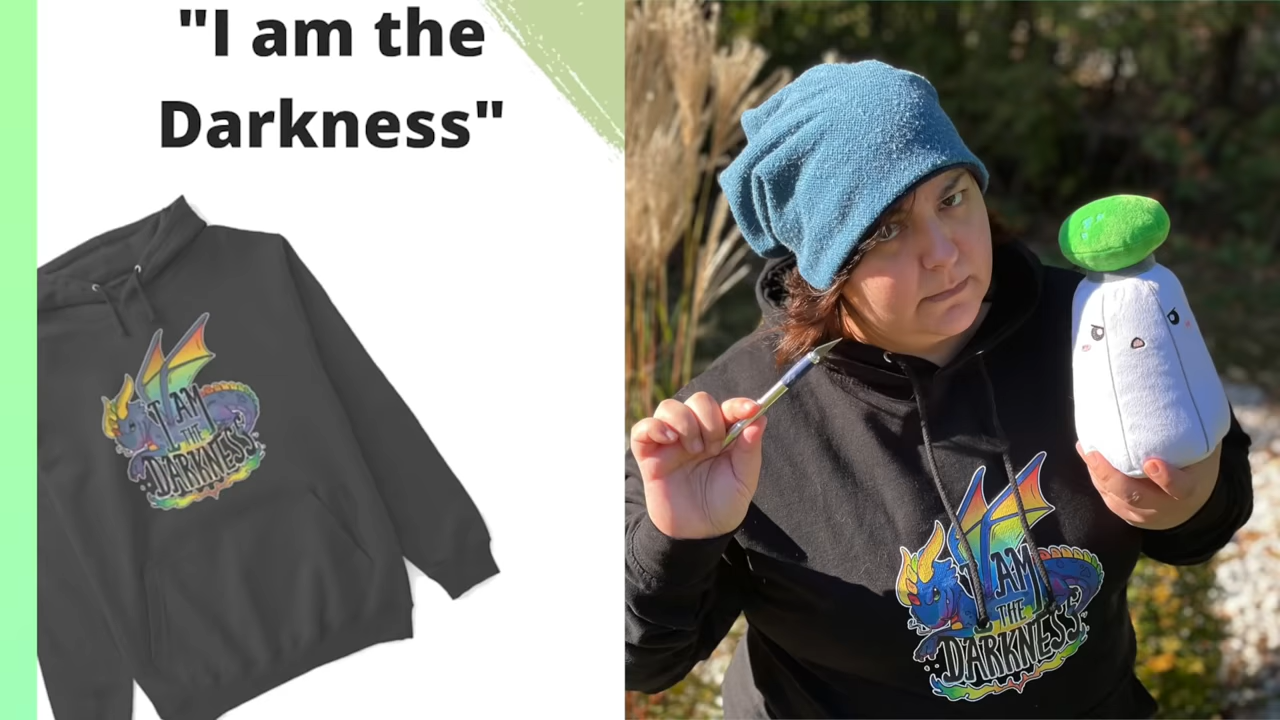 "I am the
Darkness"
I AM
THE
DARKNESS
I AM
THE
DARKNESS